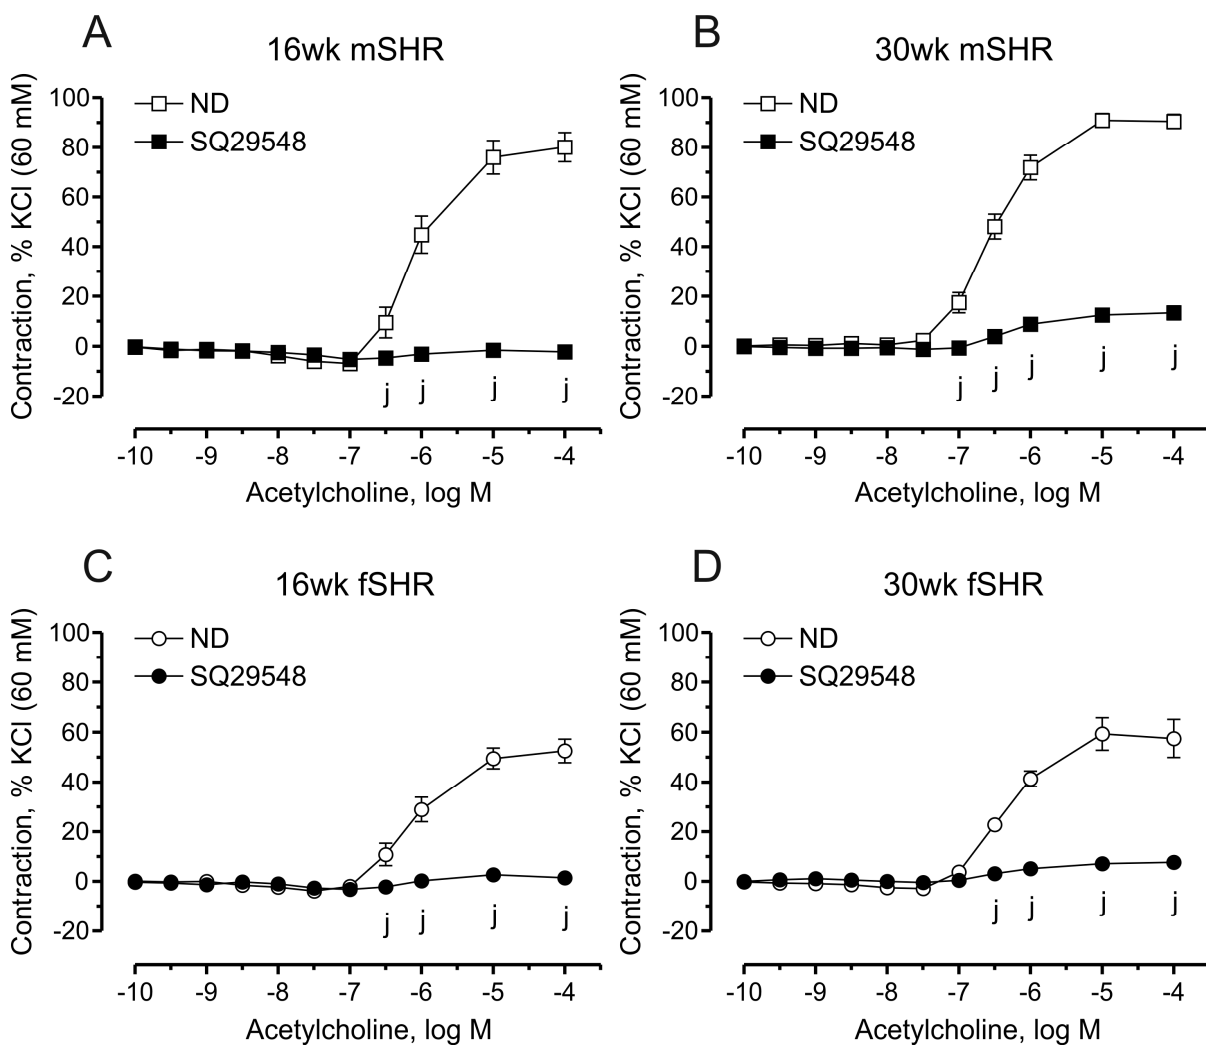 A
16wk mSHR
Contraction, % KCl (60 mM)
100
80
60
40
20
0
-20
ND
SQ29548
j j j j
-10 -9 -8 -7 -6 -5 -4
Acetylcholine, log M
B
30wk mSHR
Contraction, % KCl (60 mM)
100
80
60
40
20
0
-20
ND
SQ29548
j j j j j
-10 -9 -8 -7 -6 -5 -4
Acetylcholine, log M
C
16wk fSHR
Contraction, % KCl (60 mM)
100
80
60
40
20
0
-20
ND
SQ29548
j j j j
-10 -9 -8 -7 -6 -5 -4
Acetylcholine, log M
D
30wk fSHR
Contraction, % KCl (60 mM)
100
80
60
40
20
0
-20
ND
SQ29548
j j j j
-10 -9 -8 -7 -6 -5 -4
Acetylcholine, log M